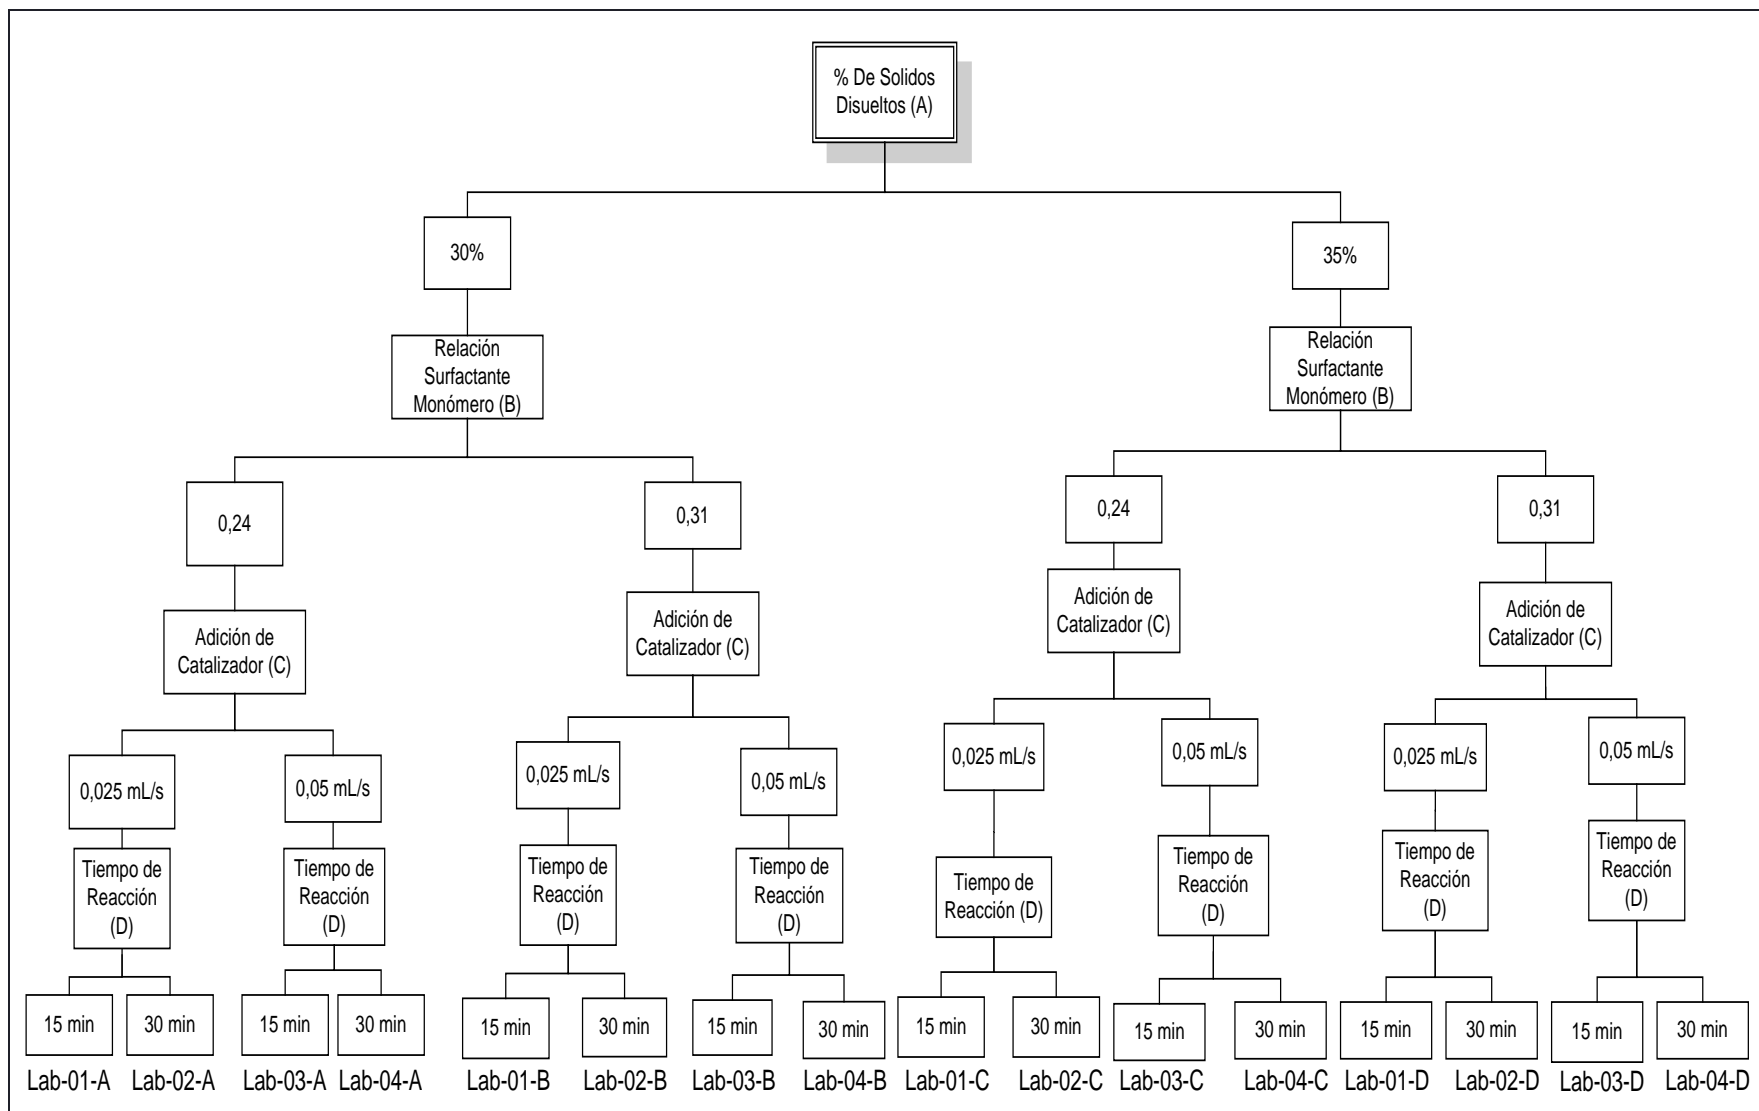 % De Solidos
Disueltos (A)
30%
35%
Relación
Surfactante
Monómero (B)
Relación
Surfactante
Monómero (B)
0,24
0,31
0,24
0,31
Adición de
Catalizador (C)
Adición de
Catalizador (C)
Adición de
Catalizador (C)
Adición de
Catalizador (C)
0,025 mL/s
0,05 mL/s
0,025 mL/s
0,05 mL/s
0,025 mL/s
0,05 mL/s
0,025 mL/s
0,05 mL/s
Tiempo de
Reacción
(D)
Tiempo de
Reacción
(D)
Tiempo de
Reacción
(D)
Tiempo de
Reacción
(D)
Tiempo de
Reacción (D)
Tiempo de
Reacción
(D)
Tiempo de
Reacción
(D)
Tiempo de
Reacción
(D)
15 min
30 min
15 min
30 min
15 min
30 min
15 min
30 min
15 min
30 min
15 min
30 min
15 min
30 min
15 min
30 min
Lab-01-A
Lab-02-A
Lab-03-A
Lab-04-A
Lab-01-B
Lab-02-B
Lab-03-B
Lab-04-B
Lab-01-C
Lab-02-C
Lab-03-C
Lab-04-C
Lab-01-D
Lab-02-D
Lab-03-D
Lab-04-D